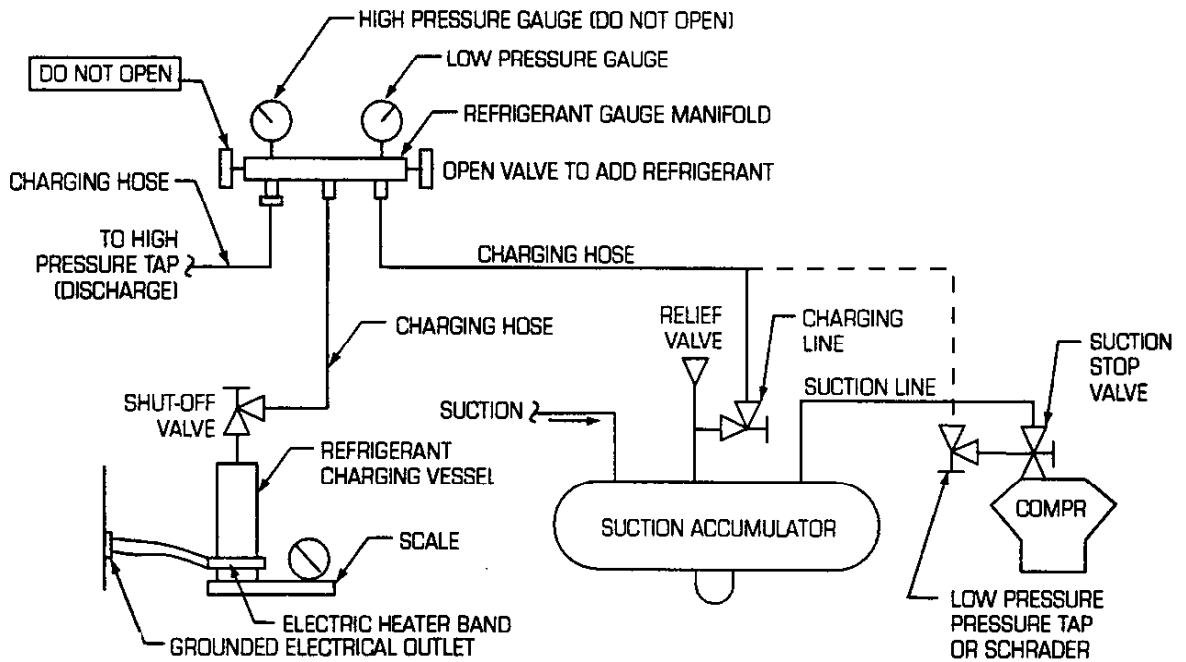 HIGH PRESSURE GAUGE (DO NOT OPEN)
DO NOT OPEN
LOW PRESSURE GAUGE
REFRIGERANT GAUGE MANIFOLD
OPEN VALVE TO ADD REFRIGERANT
CHARGING HOSE
TO HIGH
PRESSURE TAP
(DISCHARGE)
CHARGING HOSE
CHARGING HOSE
RELIEF
VALVE
CHARGING
LINE
SUCTION
STOP
VALVE
SHUT-OFF
VALVE
SUCTION
SUCTION LINE
REFRIGERANT
CHARGING VESSEL
SUCTION ACCUMULATOR
COMPR
SCALE
ELECTRIC HEATER BAND
GROUNDED ELECTRICAL OUTLET
LOW PRESSURE
PRESSURE TAP
OR SCHRADER